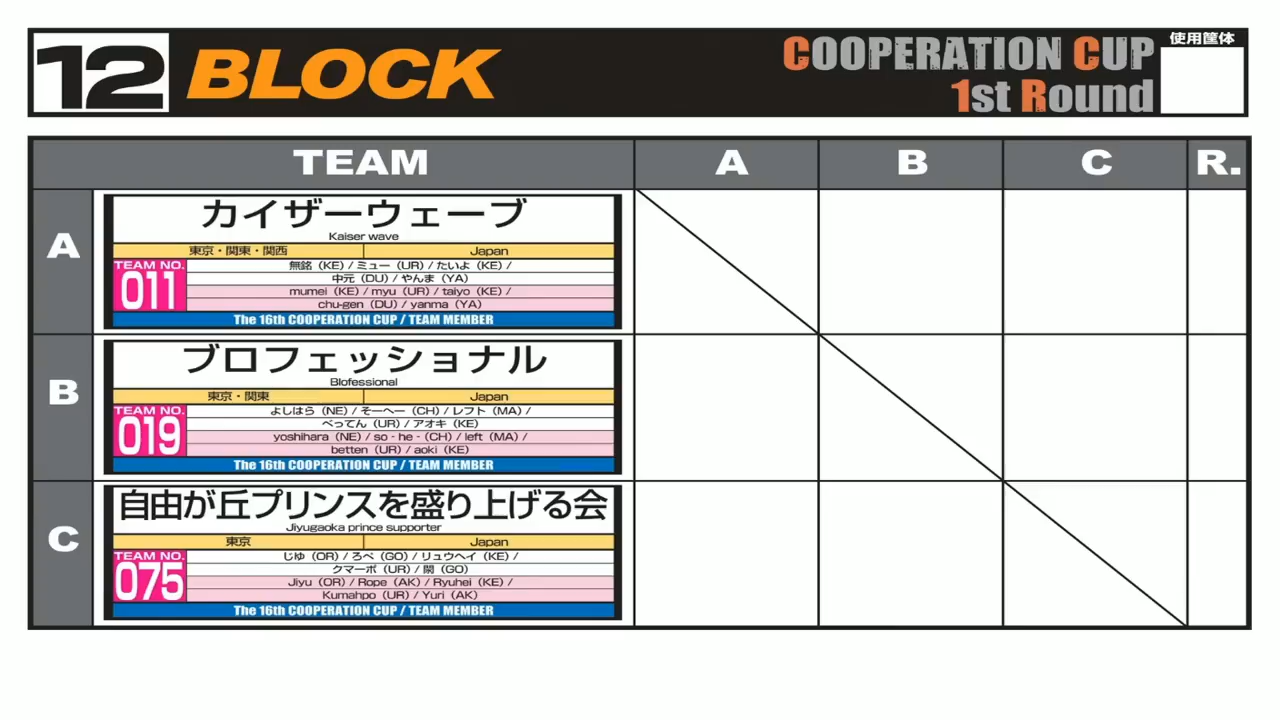 12 BLOCK
COOPERATION CUP
1st Round
使用筐体
TEAM A B C R.
A
カイザーウェーブ
Kaiser wave
東京・関東・関西 Japan
TEAM NO.
011
無銘（KE）/ ミュー（UR）/ たいよ（KE）/
中元（DU）/ やんま（YA）
mumei（KE）/ myu（UR）/ taiyo（KE）/
chu-gen（DU）/ yanma（YA）
The 16th COOPERATION CUP / TEAM MEMBER
B
ブロフェッショナル
Blofessional
東京・関東 Japan
TEAM NO.
019
よしはら（NE）/ そーへー（CH）/ レフト（MA）/
べってん（UR）/ アオキ（KE）
yoshihara（NE）/ so - he -（CH）/ left（MA）/
betten（UR）/ aoki（KE）
The 16th COOPERATION CUP / TEAM MEMBER
C
自由が丘プリンスを盛り上げる会
Jiyugaoka prince supporter
東京 Japan
TEAM NO.
075
じゆ（OR）/ ろぺ（GO）/ リュウヘイ（KE）/
クマーポ（UR）/ （GO）
Jiyu（OR）/ Rope（AK）/ Ryuhei（KE）/
Kumahpo（UR）/ Yuri（AK）
The 16th COOPERATION CUP / TEAM MEMBER